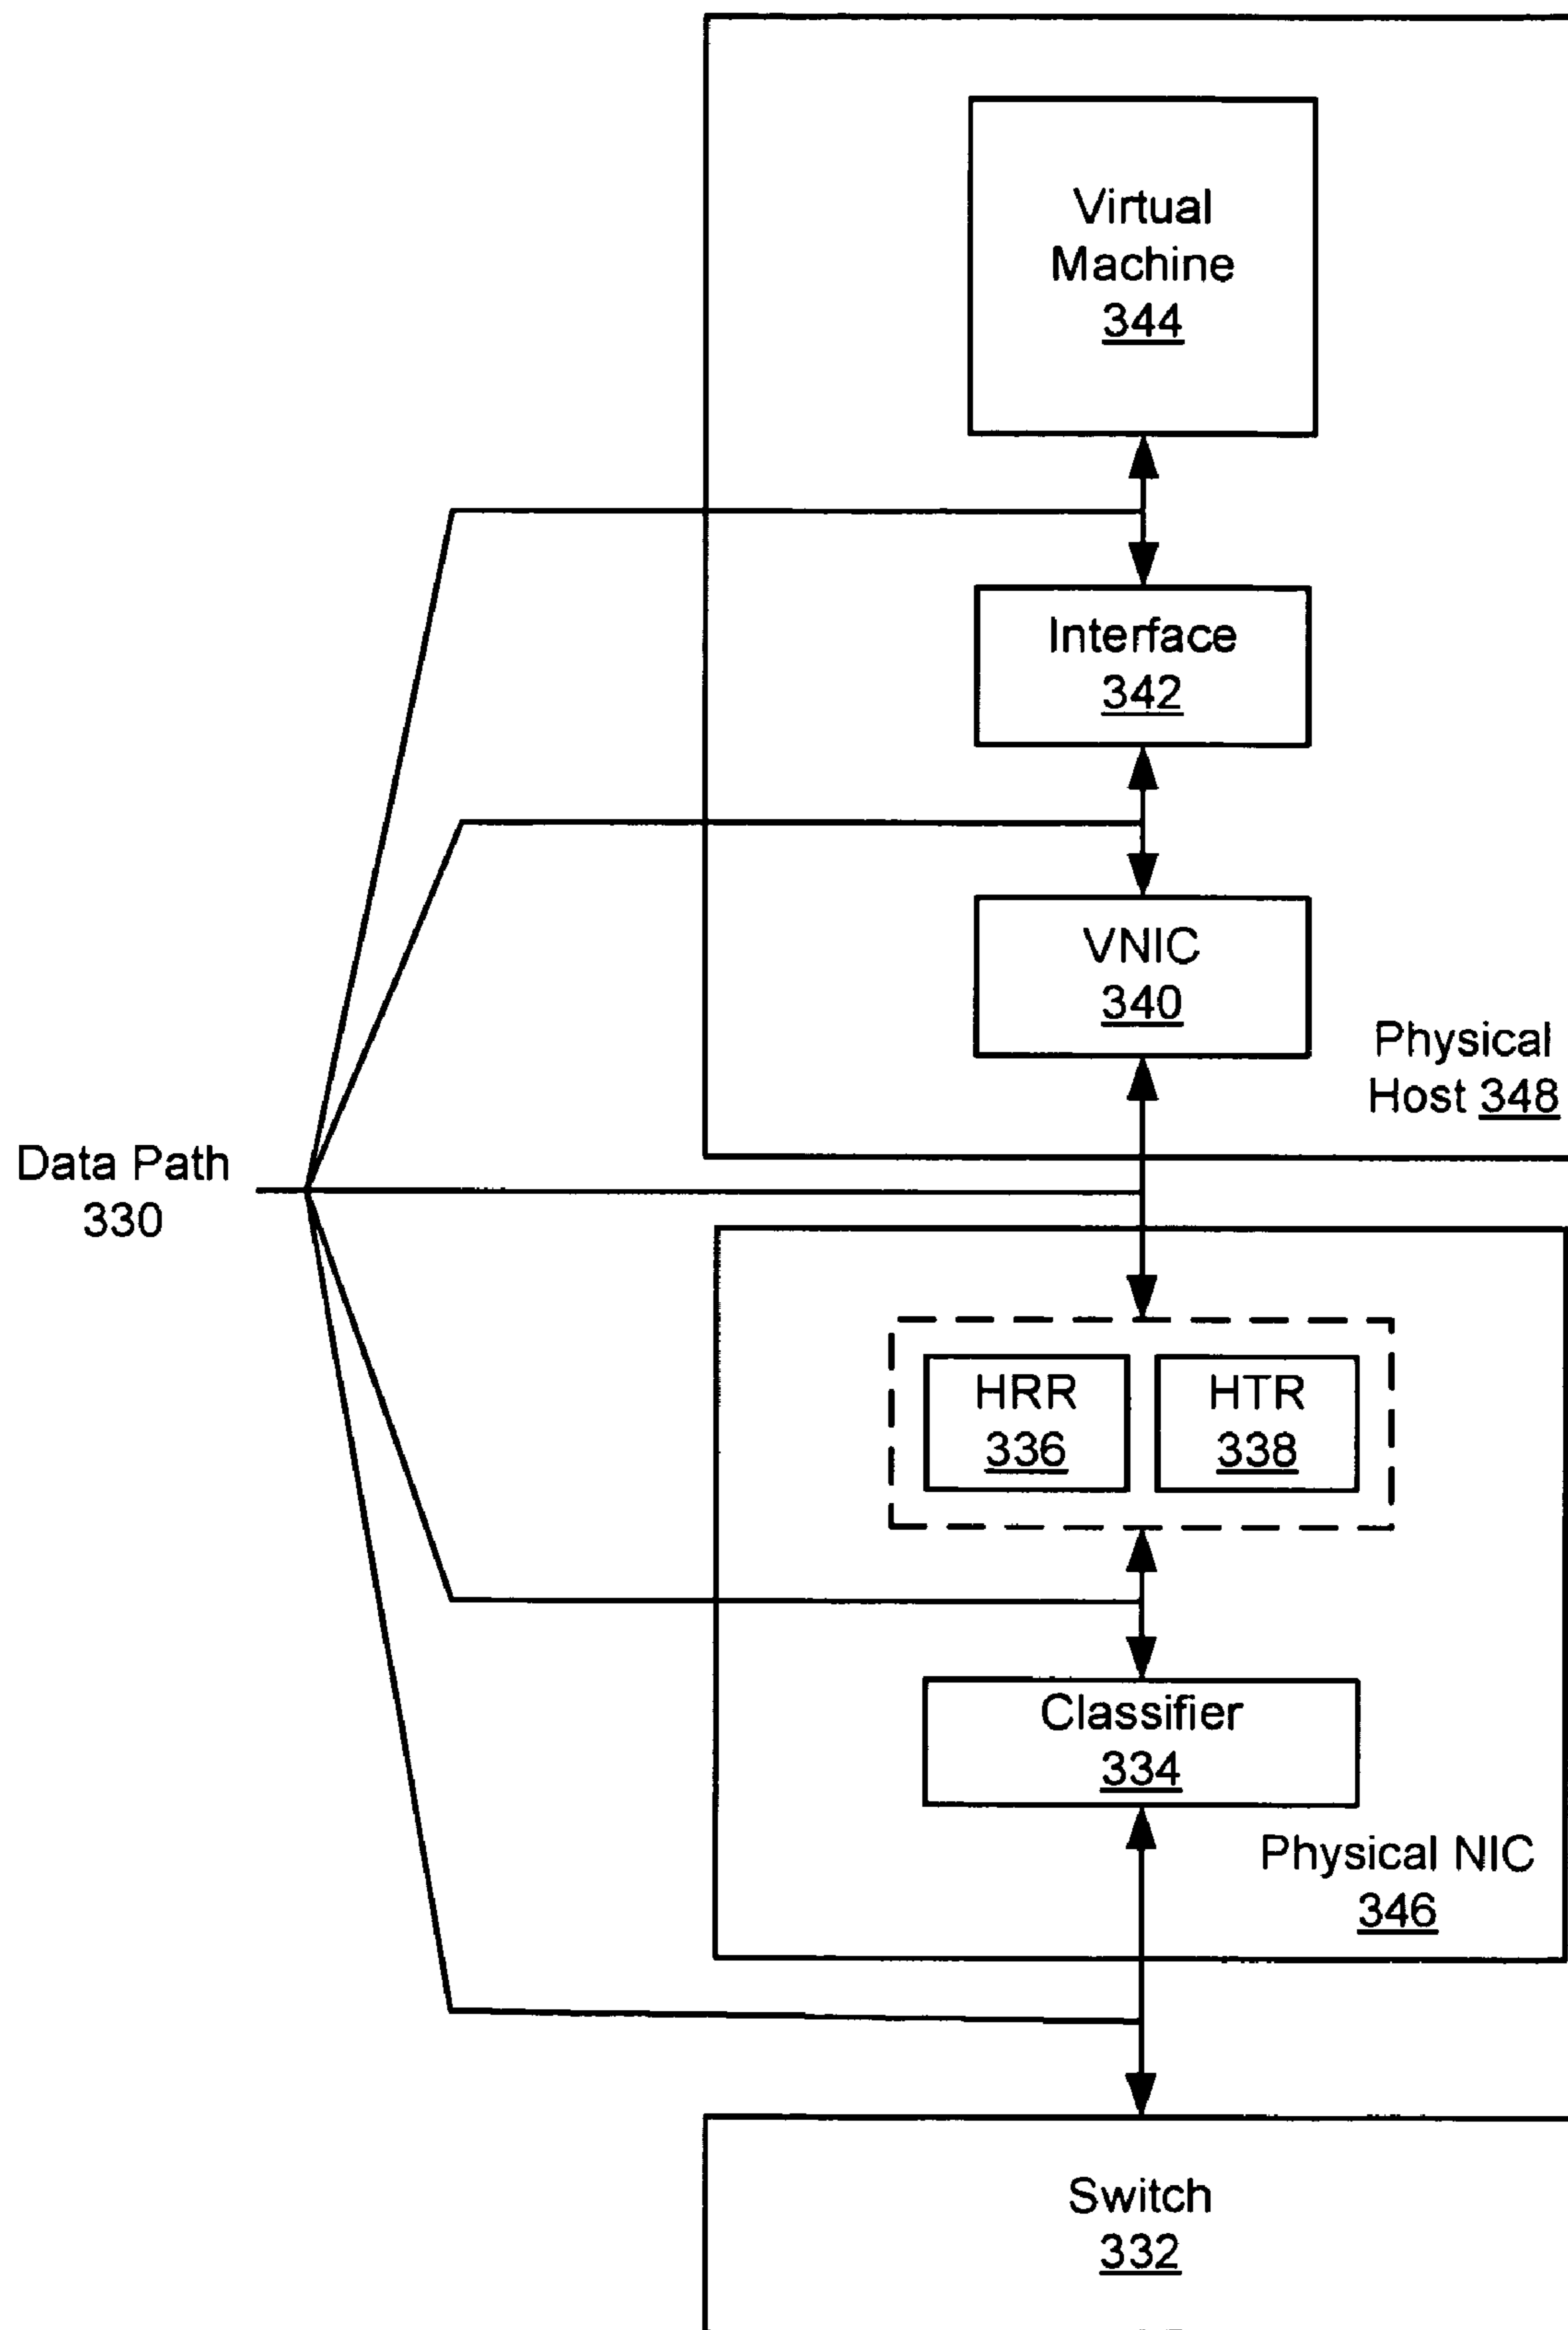 Virtual
Machine
344
Interface
342
VNIC
340
Physical
Host 348
Data Path
330
HRR
336
HTR
338
Classifier
334
Physical NIC
346
Switch
332